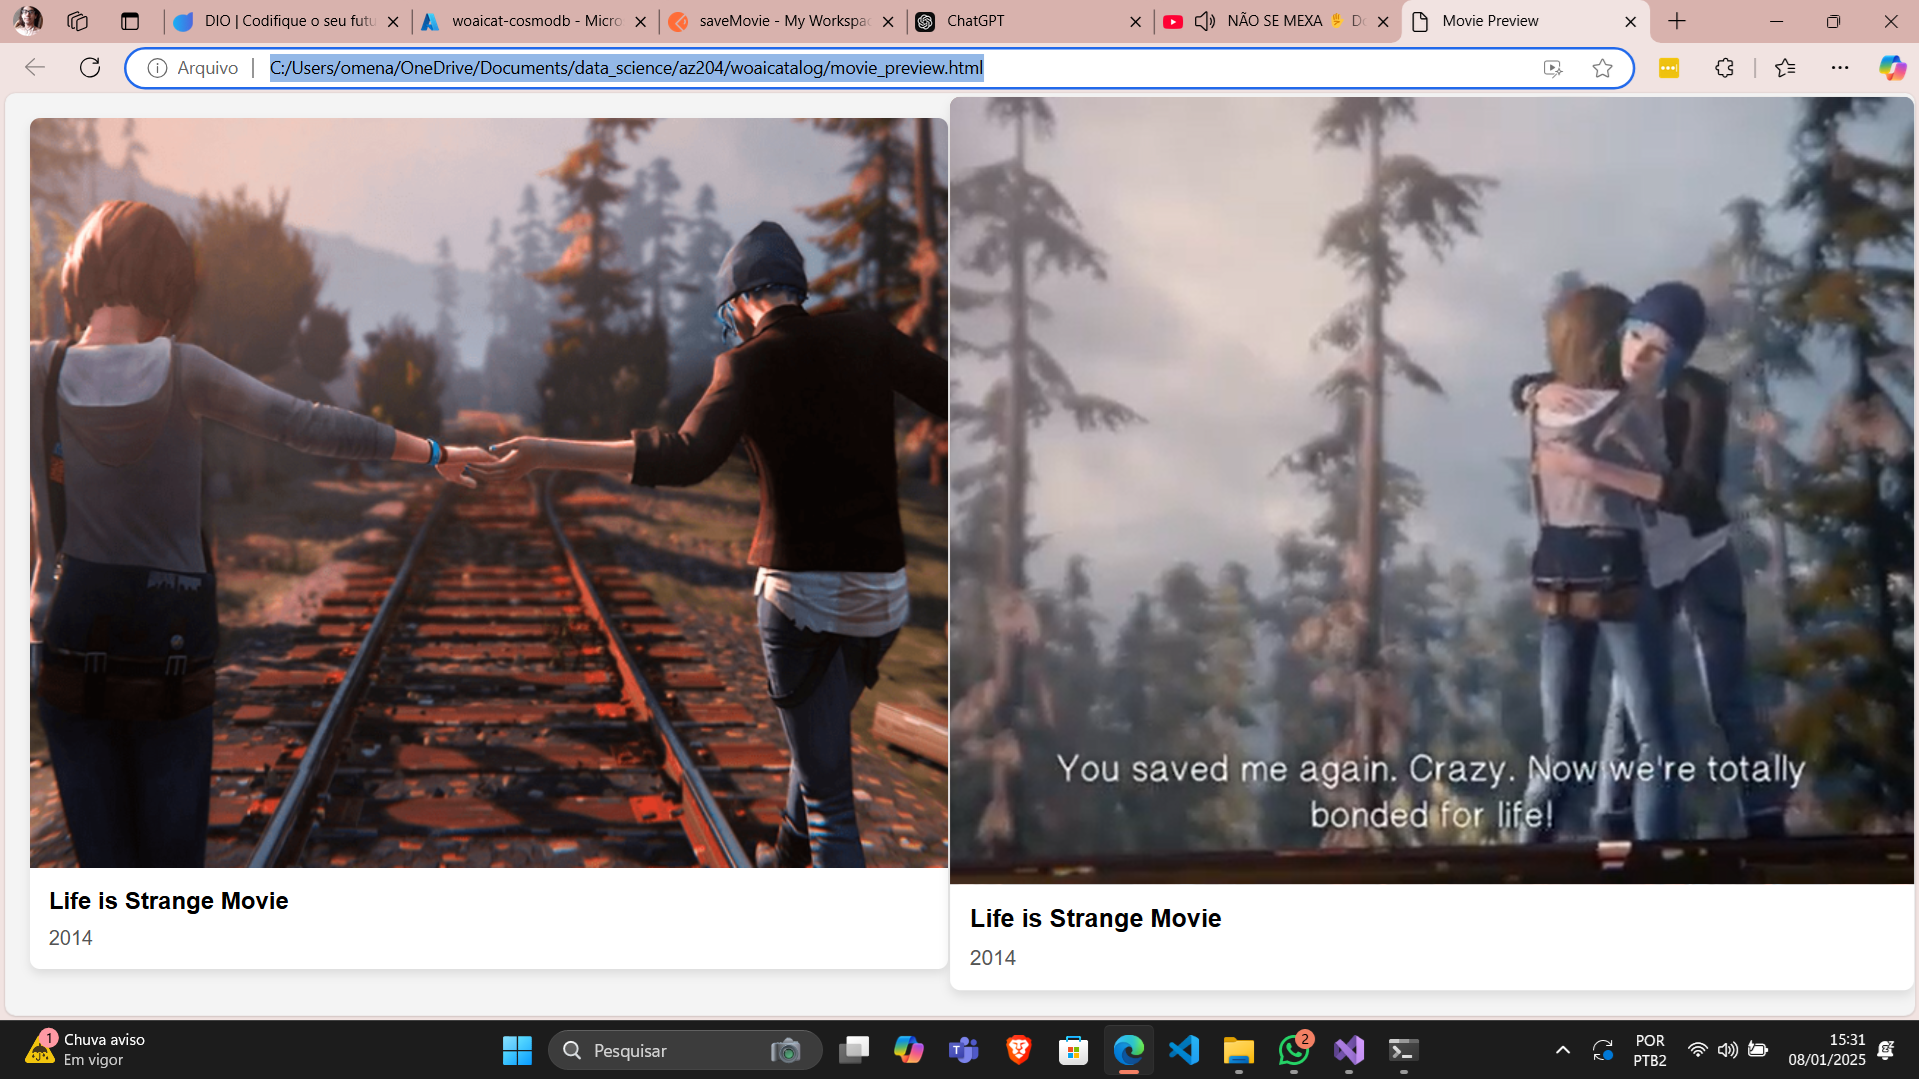 DIO | Codifique o seu futu
woaicat-cosmodb - Micro
saveMovie - My Workspa
ChatGPT
NÃO SE MEXA ✋ Do
Movie Preview
Arquivo | C:/Users/omena/OneDrive/Documents/data_science/az204/woaicatalog/movie_preview.html
You saved me again. Crazy. Now we're totally
bonded for life!
Life is Strange Movie
2014
Life is Strange Movie
2014
1
Chuva aviso
Em vigor
Pesquisar
2
POR
PTB2
15:31
08/01/2025